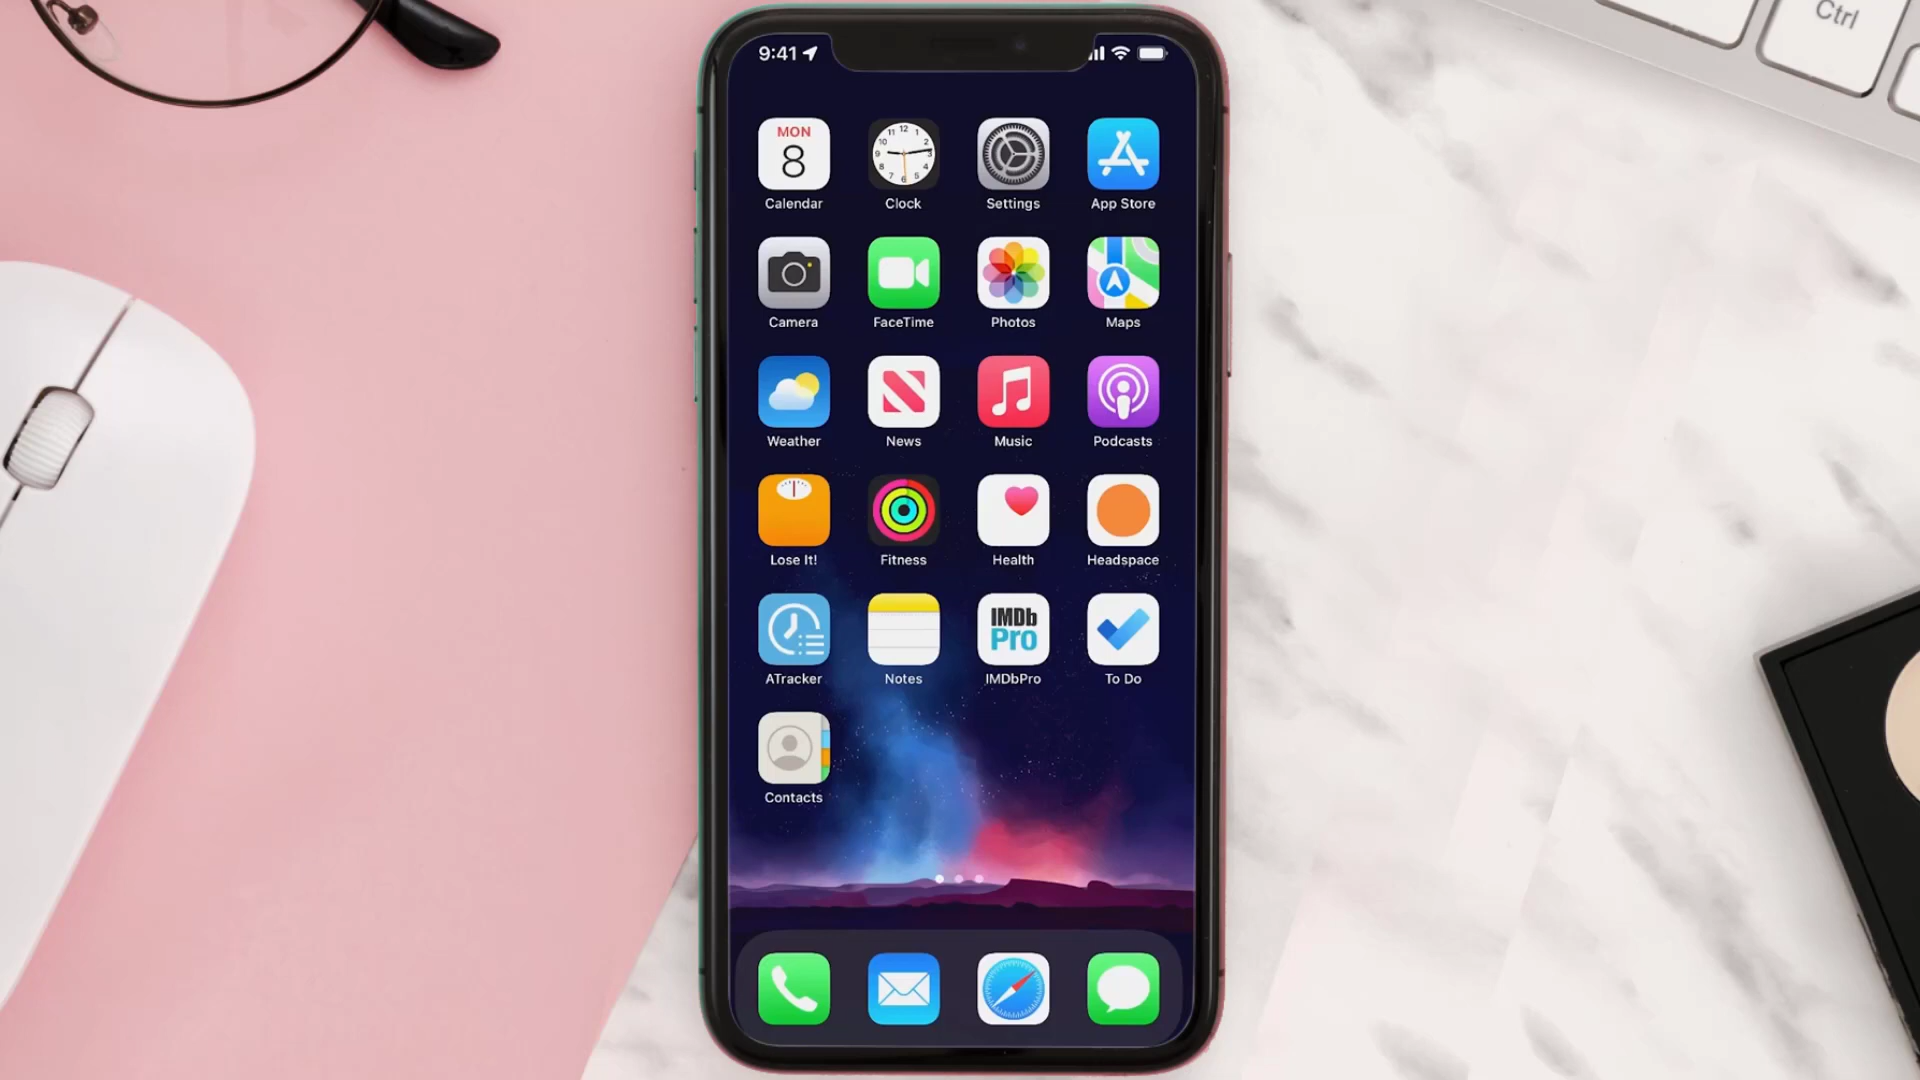 Ctrl
9:41
MON
8
Calendar Clock Settings App Store
Camera FaceTime Photos Maps
Weather News Music Podcasts
Lose It! Fitness Health Headspace
IMDb
Pro
ATracker Notes IMDbPro To Do
Contacts